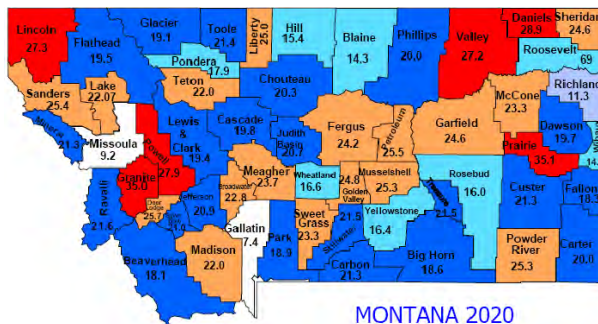 Lincoln
27.3
Flathead
19.5
Glacier
19.1
Toole
21.4
Liberty
25.0
Hill
15.4
Blaine
14.3
Phillips
20.0
Valley
27.2
Daniels
28.9
Sheridan
24.6
Roosevelt
69
Pondera
17.9
Teton
22.0
Chouteau
20.3
Richland
11.3
McCone
23.3
Sanders
25.4
Lake
22.07
Mineral
21.3
Missoula
9.2
Powell
27.9
Lewis
&
Clark
19.4
Cascade
19.8
Judith
Basin
20.7
Fergus
24.2
Petroleum
25.5
Garfield
24.6
Dawson
19.7
Prairie
35.1
14.
Granite
35.0
Meagher
23.7
Wheatland
16.6
24.8
Golden
Valley
Musselshell
25.3
Rosebud
16.0
Custer
21.3
Fallon
18.3
Ravalli
21.6
Deer
Lodge
25.7
Jefferson
20.9
Broadwater
22.8
Gallatin
7.4
Park
18.9
Sweet
Grass
23.3
Stillwater
21.5
Yellowstone
16.4
21.5
Powder
River
25.3
Carter
20.0
Beaverhead
18.1
Madison
22.0
Carbon
21.3
Big Horn
18.6
MONTANA 2020